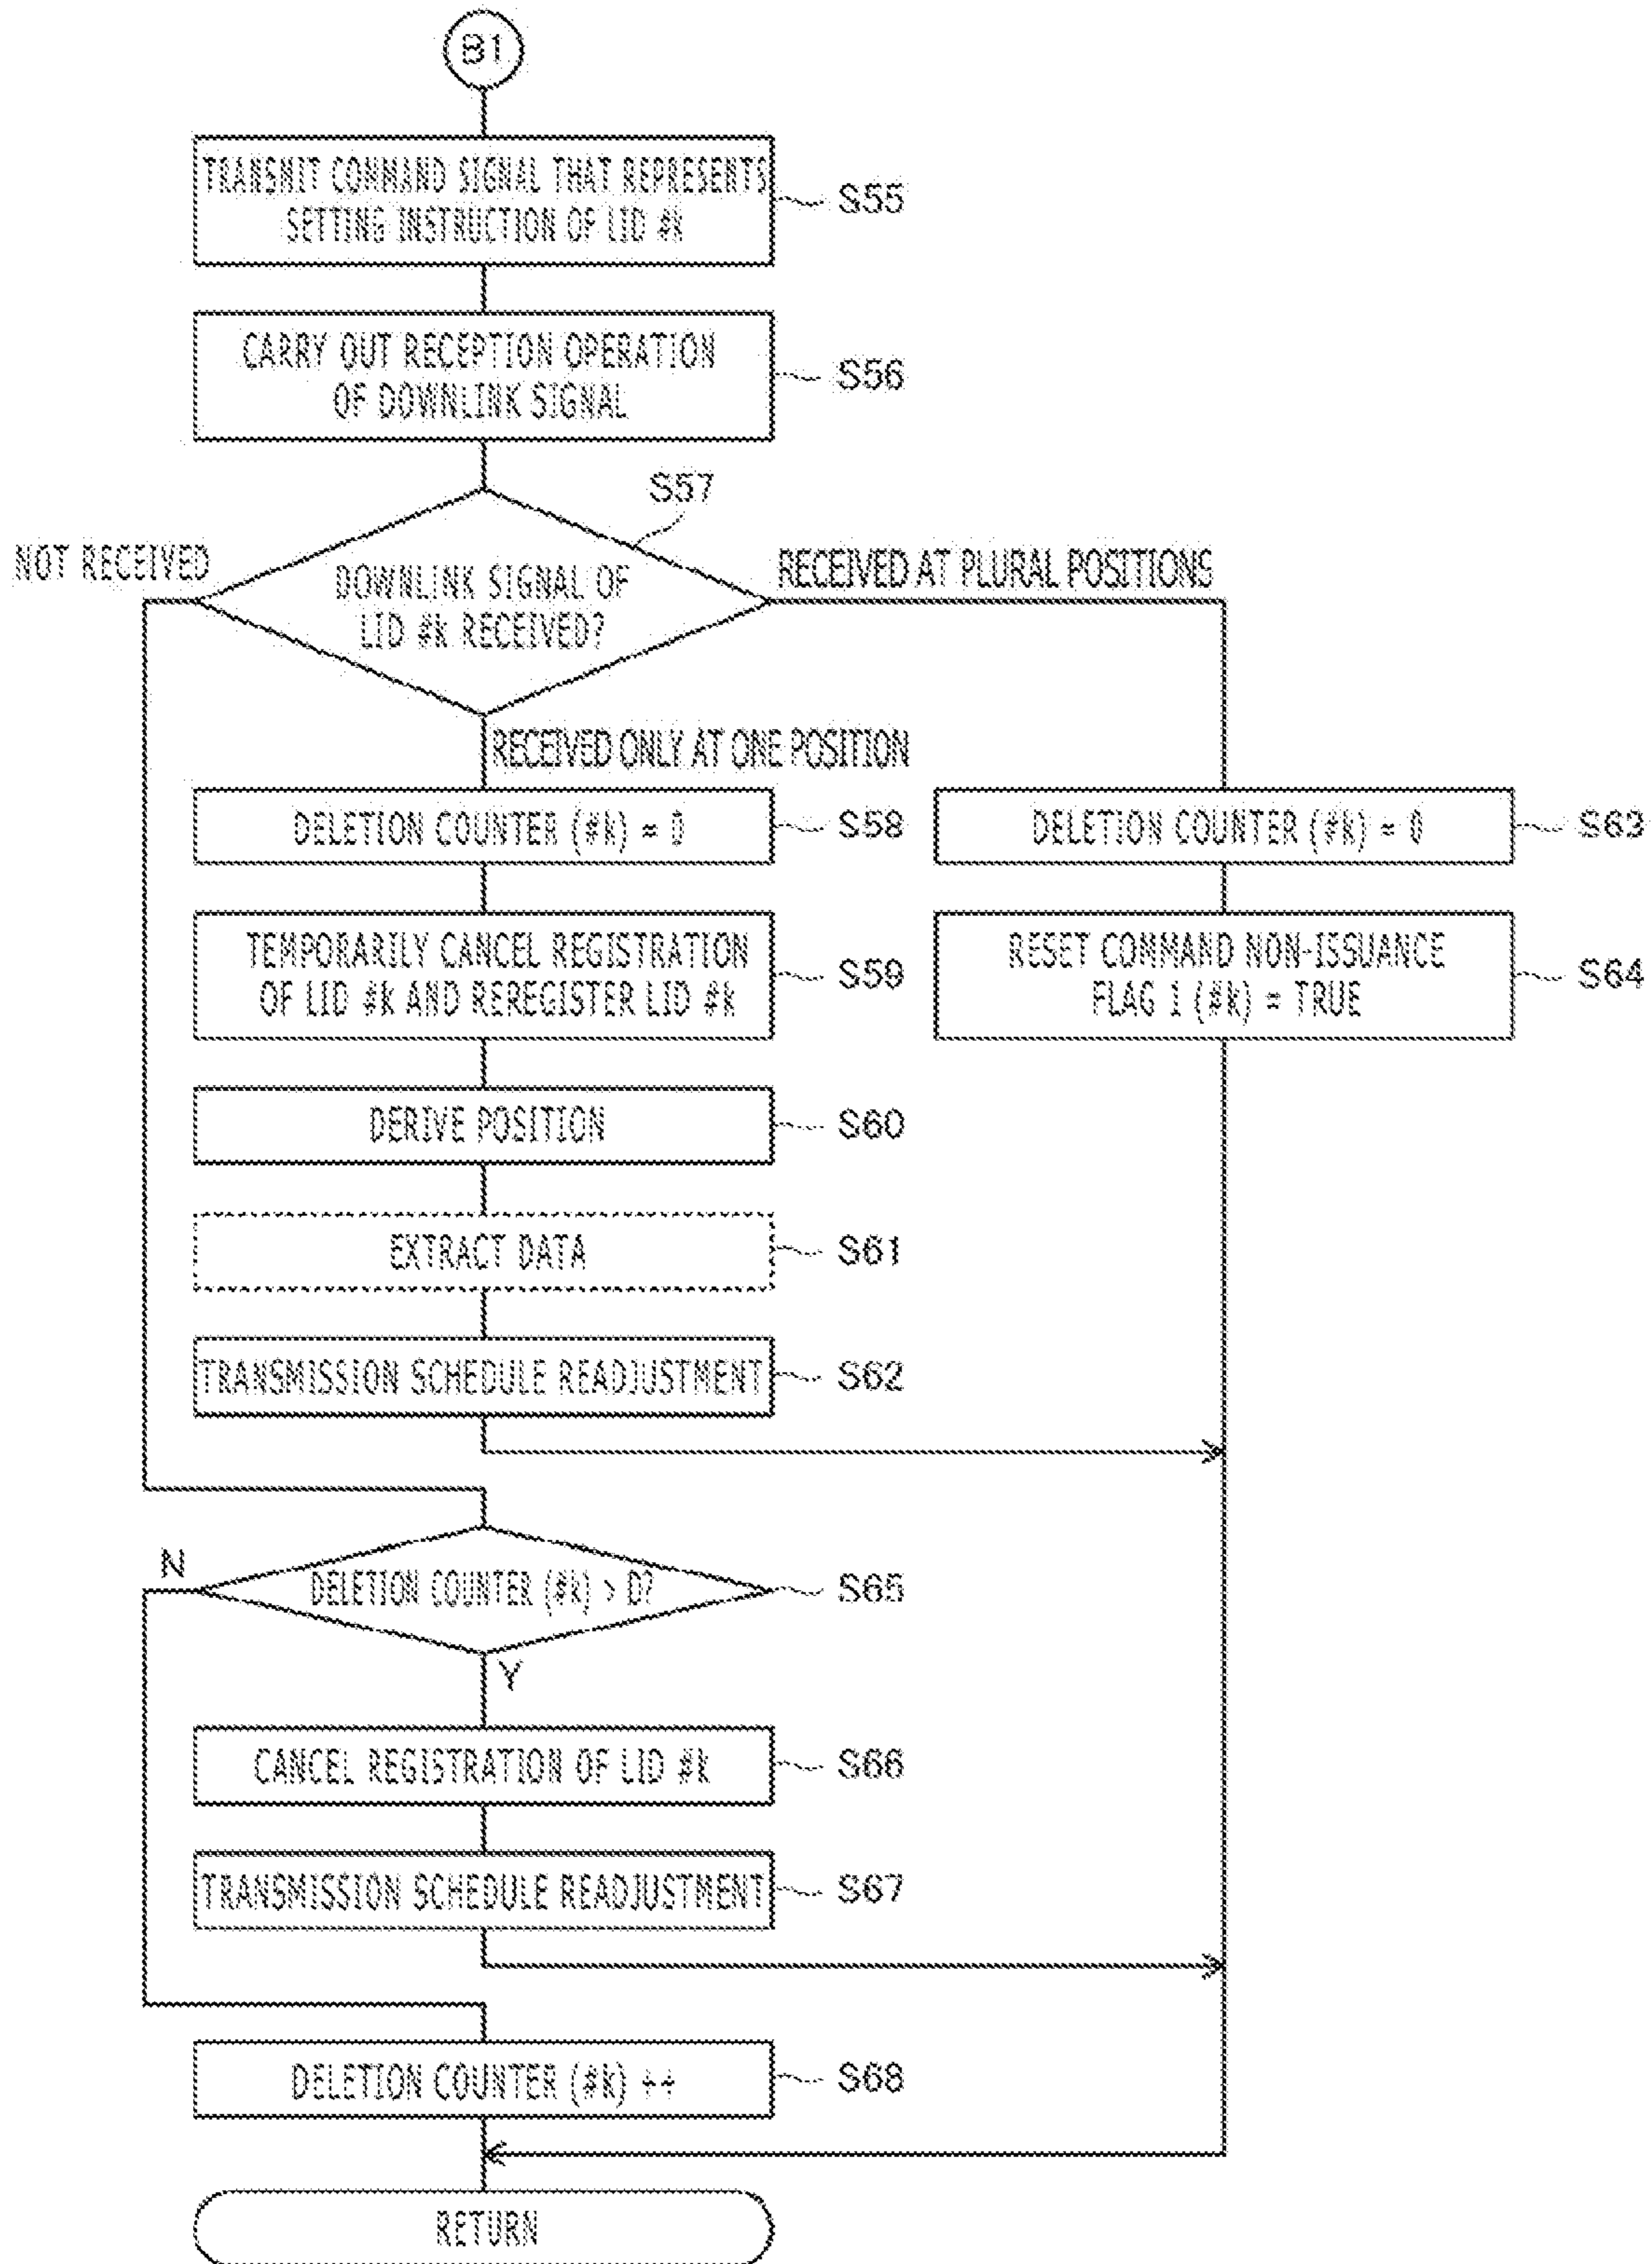 B1
TRANSMIT COMMAND SIGNAL THAT REPRESENTS
SETTING INSTRUCTION OF LID #k
S55
CARRY OUT RECEPTION OPERATION
OF DOWNLINK SIGNAL
S56
S57
NOT RECEIVED
DOWNLINK SIGNAL OF
LID #k RECEIVED?
RECEIVED AT PLURAL POSITIONS
RECEIVED ONLY AT ONE POSITION
DELETION COUNTER (#k) = 0
S58
DELETION COUNTER (#k) = 0
S63
TEMPORARILY CANCEL REGISTRATION
OF LID #k AND REREGISTER LID #k
S59
RESET COMMAND NON-ISSUANCE
FLAG 1 (#k) = TRUE
S64
DERIVE POSITION
S60
EXTRACT DATA
S61
TRANSMISSION SCHEDULE READJUSTMENT
S62
N
DELETION COUNTER (#k) > D?
S65
Y
CANCEL REGISTRATION OF LID #k
S66
TRANSMISSION SCHEDULE READJUSTMENT
S67
DELETION COUNTER (#k) ++
S68
RETURN